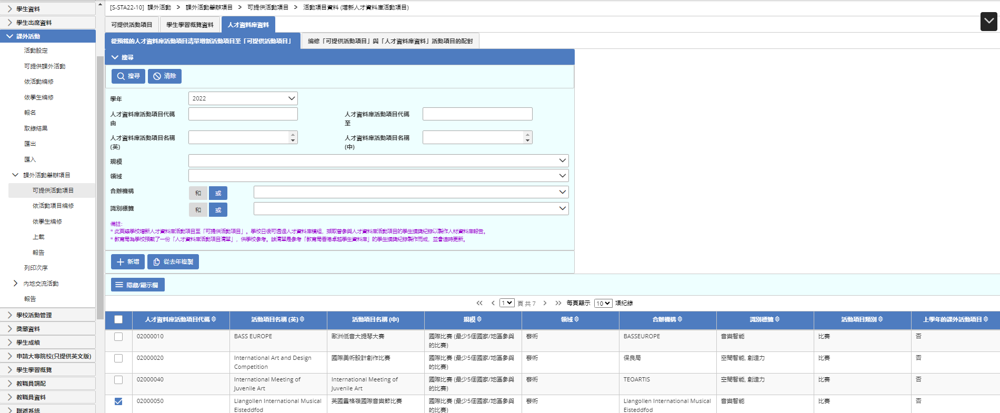 [S-STA22-10] 課外活動 > 課外活動舉辦項目 > 可提供活動項目 > 活動項目資料 (增新人才資料庫活動項目)
學生資料
學生出席資料
課外活動
活動設定
可提供課外活動
依活動編修
依學生編修
報名
取錄結果
匯出
匯入
課外活動舉辦項目
可提供活動項目
依活動項目編修
依學生編修
上載
報告
列印次序
內地交流活動
報告
學校活動管理
獎懲資料
學生成績
申請大專院校(只提供英文版)
學生學習概覽
教職員調配
教職員資料
聯遞系統
可提供活動項目 學生學習概覽資料 人才資料庫資料
從預載的人才資料庫活動項目清單增新活動項目至「可提供活動項目」 編修「可提供活動項目」與「人才資料庫資料」活動項目的配對
搜尋
搜尋 清除
學年 2022
人才資料庫活動項目代碼由 人才資料庫活動項目代碼至
人才資料庫活動項目名稱(英) 人才資料庫活動項目名稱(中)
規模
領域
合辦機構 和 或
識別標籤 和 或
備註:
* 此頁讓學校增新人才資料庫活動項目至「可提供活動項目」。學校日後可透過人才資料庫模組，擷取曾參與人才資料庫活動項目的學生獲獎紀錄以製作人材資料庫報告。
* 教育局為學校預載了一份「人才資料庫活動項目清單」，供學校參考。該清單是參考「教育局香港卓越學生資料庫」的學生獲獎紀錄製作而成，並會適時更新。
新增 從去年複製
隱藏/顯示欄
1 頁 共 7 每頁顯示 10 項紀錄
人才資料庫活動項目代碼 活動項目名稱 (英) 活動項目名稱 (中) 規模 領域 合辦機構 識別標籤 活動項目類別 上學年的課外活動項目
02000010 BASS EUROPE 歐洲低音大提琴大賽 國際比賽 (最少5個國家/地區參與的比賽) 藝術 BASSEUROPE 音樂智能 比賽 否
02000020 International Art and Design Competition 國際美術設計創作比賽 國際比賽 (最少5個國家/地區參與的比賽) 藝術 保良局 空間智能, 創造力 比賽 否
02000040 International Meeting of Juvenile Art International Meeting of Juvenile Art 國際比賽 (最少5個國家/地區參與的比賽) 藝術 TEOARTIS 空間智能, 創造力 比賽 否
02000050 Llangollen International Musical Eisteddfod 英國靈格嶺國際音樂節比賽 國際比賽 (最少5個國家/地區參與的比賽) 藝術 Llangollen International Musical Eisteddfod 音樂智能 比賽 否